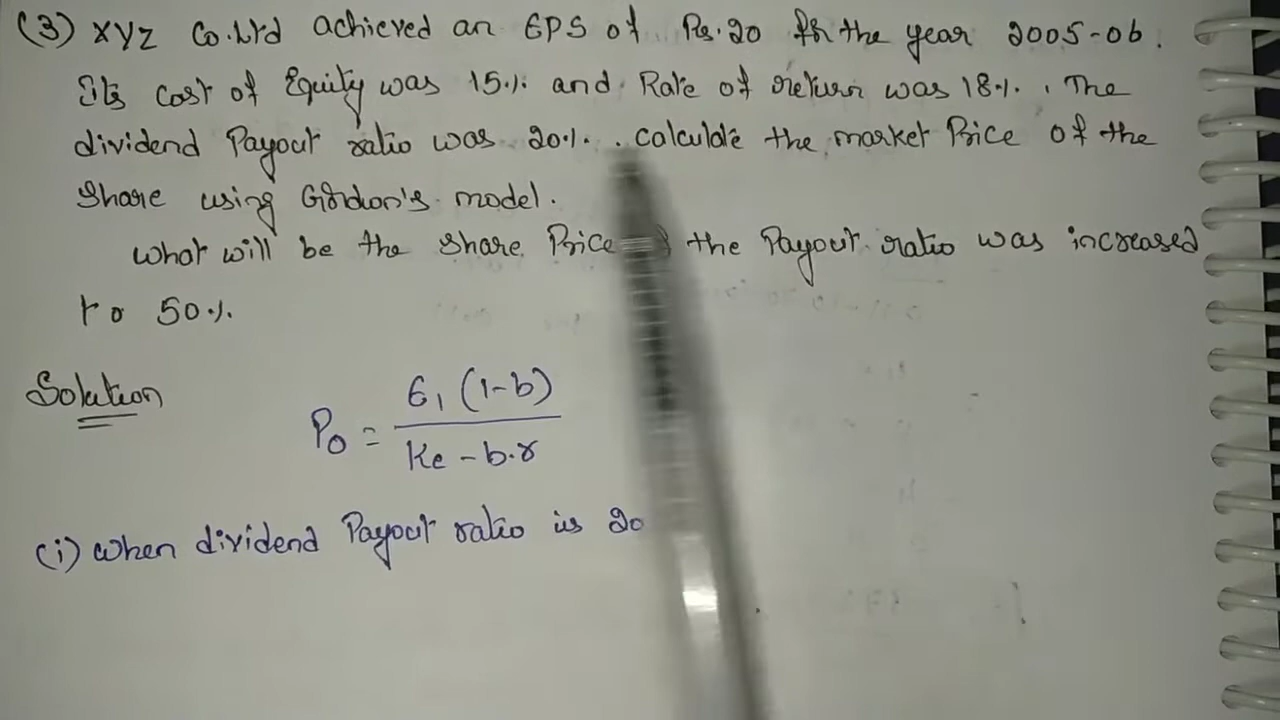 (3) XYZ Co.Ltd achieved an EPS of Rs.20 for the year 2005-06.
Its cost of Equity was 15%. and Rate of return was 18%. The
dividend Payout ratio was 20%. calculate the market Price of the
Share using Gordon's model.
What will be the Share Price the Payout ratio was increased
to 50%.
Solution
P0 = E1 (1-b) / Ke - b.r
(i) when dividend Payout ratio is 20